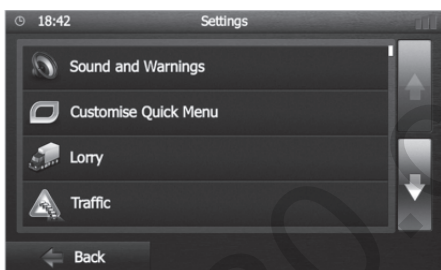 18:42
Settings
Sound and Warnings
Customise Quick Menu
Lorry
Traffic
Back